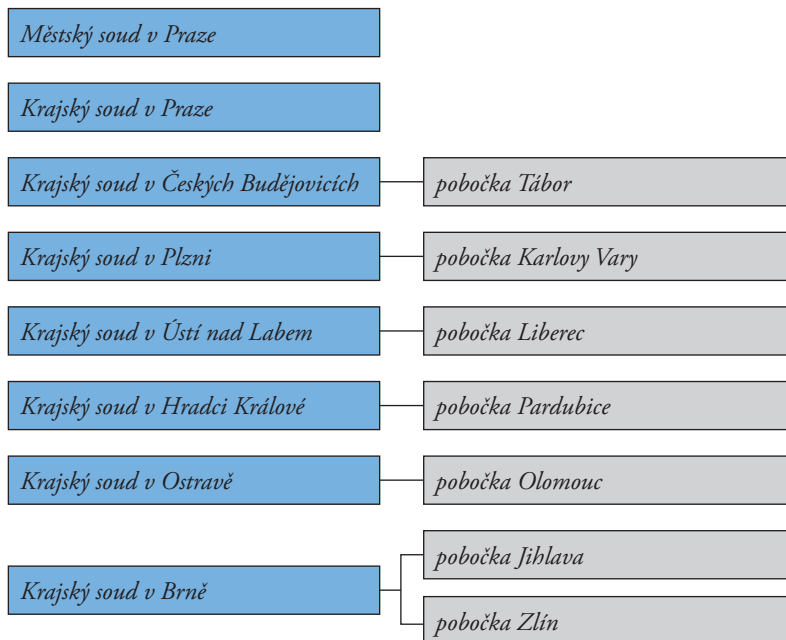 Městský soud v Praze
Krajský soud v Praze
Krajský soud v Českých Budějovicích
pobočka Tábor
Krajský soud v Plzni
pobočka Karlovy Vary
Krajský soud v Ústí nad Labem
pobočka Liberec
Krajský soud v Hradci Králové
pobočka Pardubice
Krajský soud v Ostravě
pobočka Olomouc
Krajský soud v Brně
pobočka Jihlava
pobočka Zlín